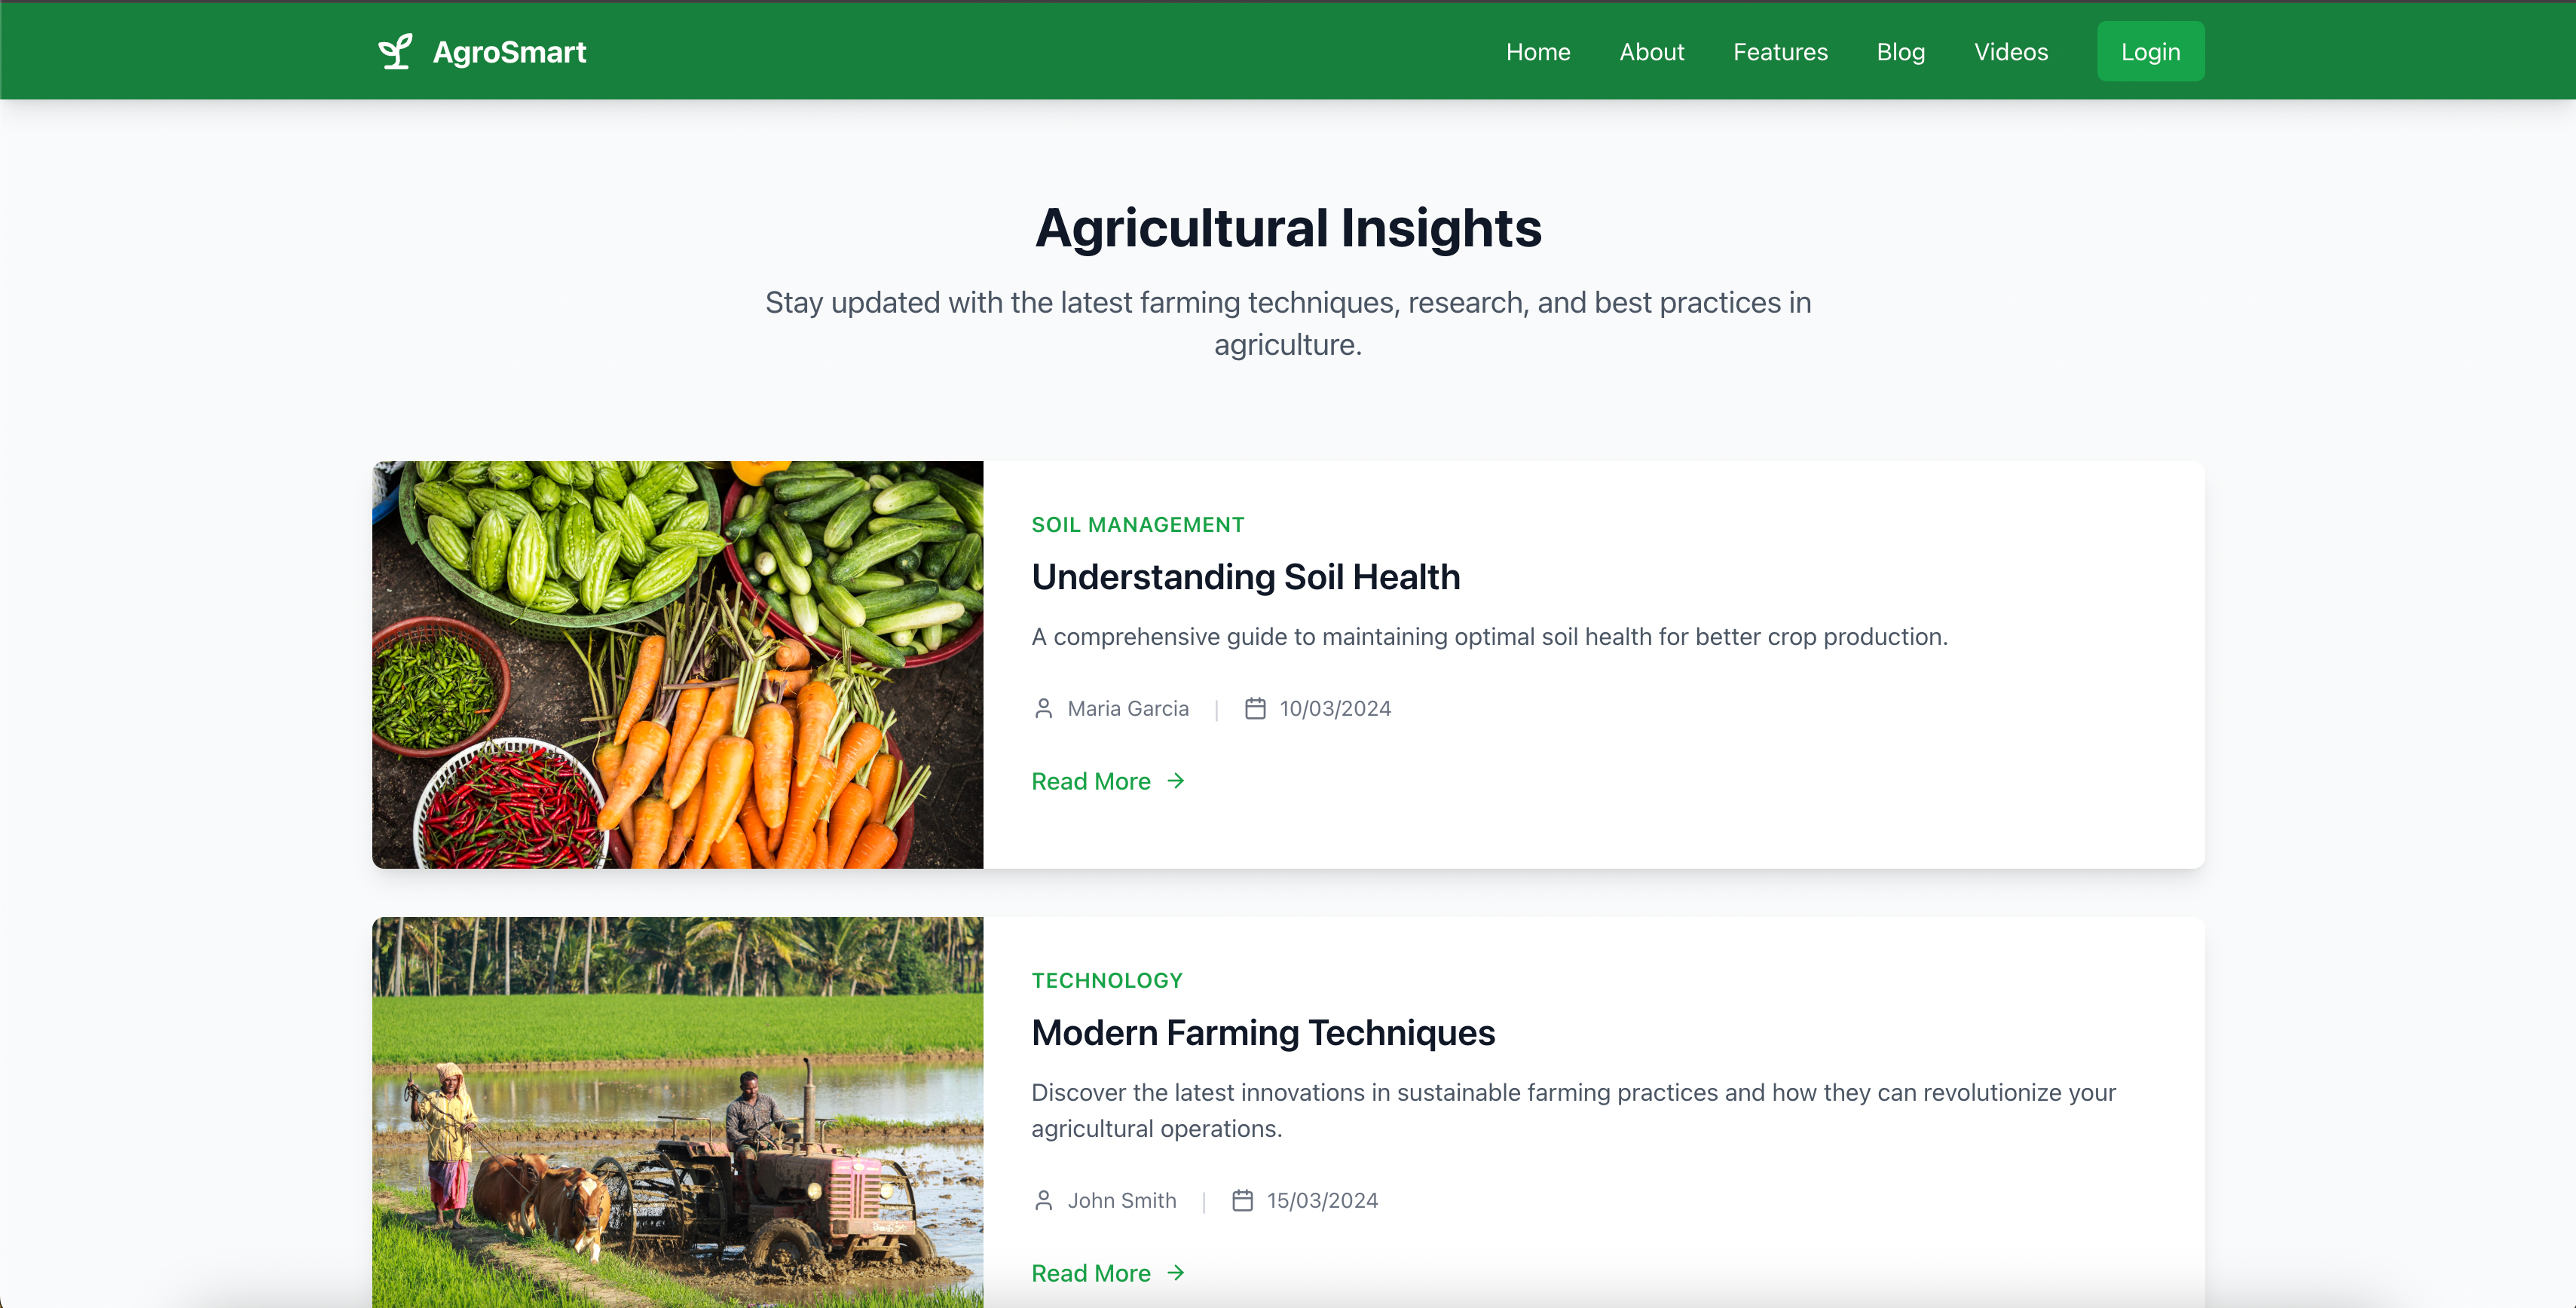 AgroSmart
Home About Features Blog Videos Login
Agricultural Insights
Stay updated with the latest farming techniques, research, and best practices in
agriculture.
SOIL MANAGEMENT
Understanding Soil Health
A comprehensive guide to maintaining optimal soil health for better crop production.
Maria Garcia | 10/03/2024
Read More →
TECHNOLOGY
Modern Farming Techniques
Discover the latest innovations in sustainable farming practices and how they can revolutionize your
agricultural operations.
John Smith | 15/03/2024
Read More →